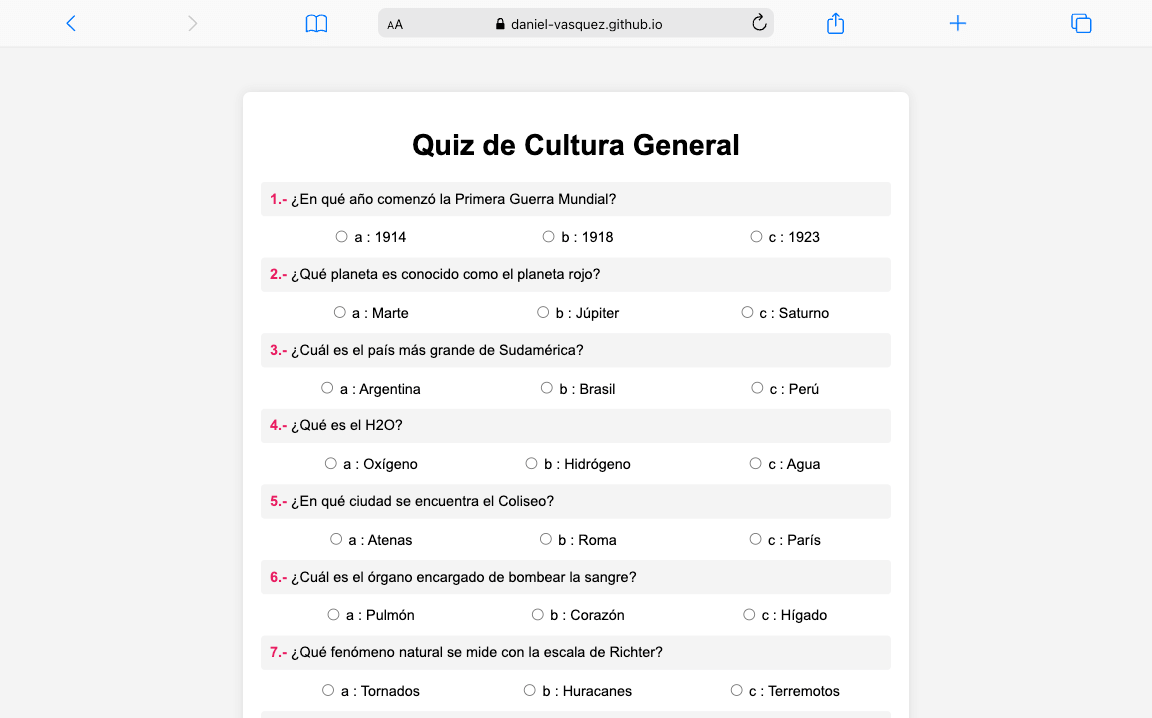 AA daniel-vasquez.github.io
Quiz de Cultura General
1.- ¿En qué año comenzó la Primera Guerra Mundial?
a : 1914 b : 1918 c : 1923
2.- ¿Qué planeta es conocido como el planeta rojo?
a : Marte b : Júpiter c : Saturno
3.- ¿Cuál es el país más grande de Sudamérica?
a : Argentina b : Brasil c : Perú
4.- ¿Qué es el H2O?
a : Oxígeno b : Hidrógeno c : Agua
5.- ¿En qué ciudad se encuentra el Coliseo?
a : Atenas b : Roma c : París
6.- ¿Cuál es el órgano encargado de bombear la sangre?
a : Pulmón b : Corazón c : Hígado
7.- ¿Qué fenómeno natural se mide con la escala de Richter?
a : Tornados b : Huracanes c : Terremotos